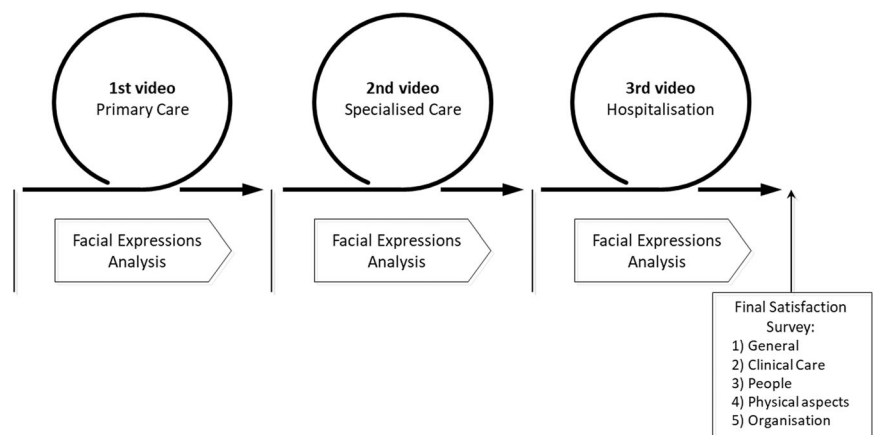 1st video
Primary Care
2nd video
Specialised Care
3rd video
Hospitalisation
Facial Expressions
Analysis
Facial Expressions
Analysis
Facial Expressions
Analysis
Final Satisfaction
Survey:
1) General
2) Clinical Care
3) People
4) Physical aspects
5) Organisation